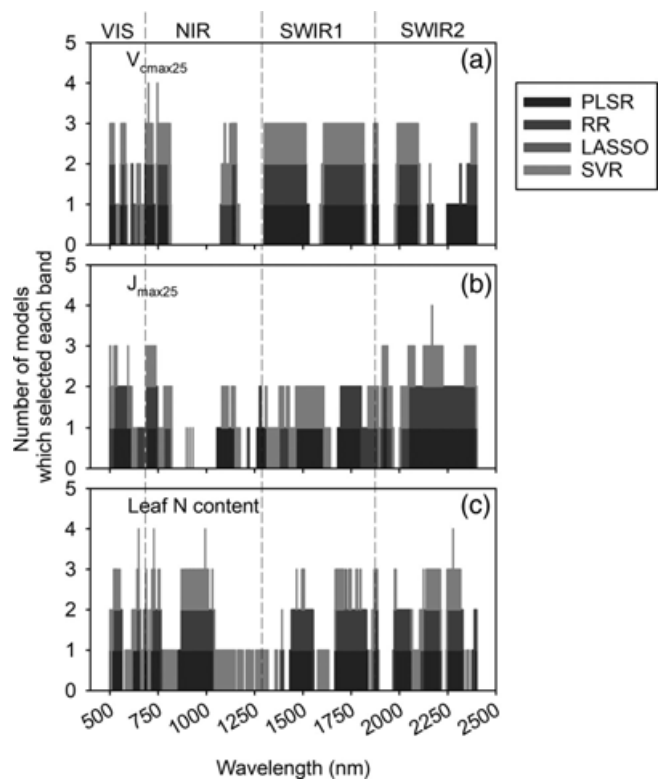 VIS NIR SWIR1 SWIR2
5
4
3
2
1
0
Vcmax25
(a)
PLSR
RR
LASSO
SVR
5
4
3
2
1
0
Jmax25
(b)
Number of models
which selected each band
5
4
3
2
1
0
Leaf N content
(c)
500 750 1000 1250 1500 1750 2000 2250 2500
Wavelength (nm)